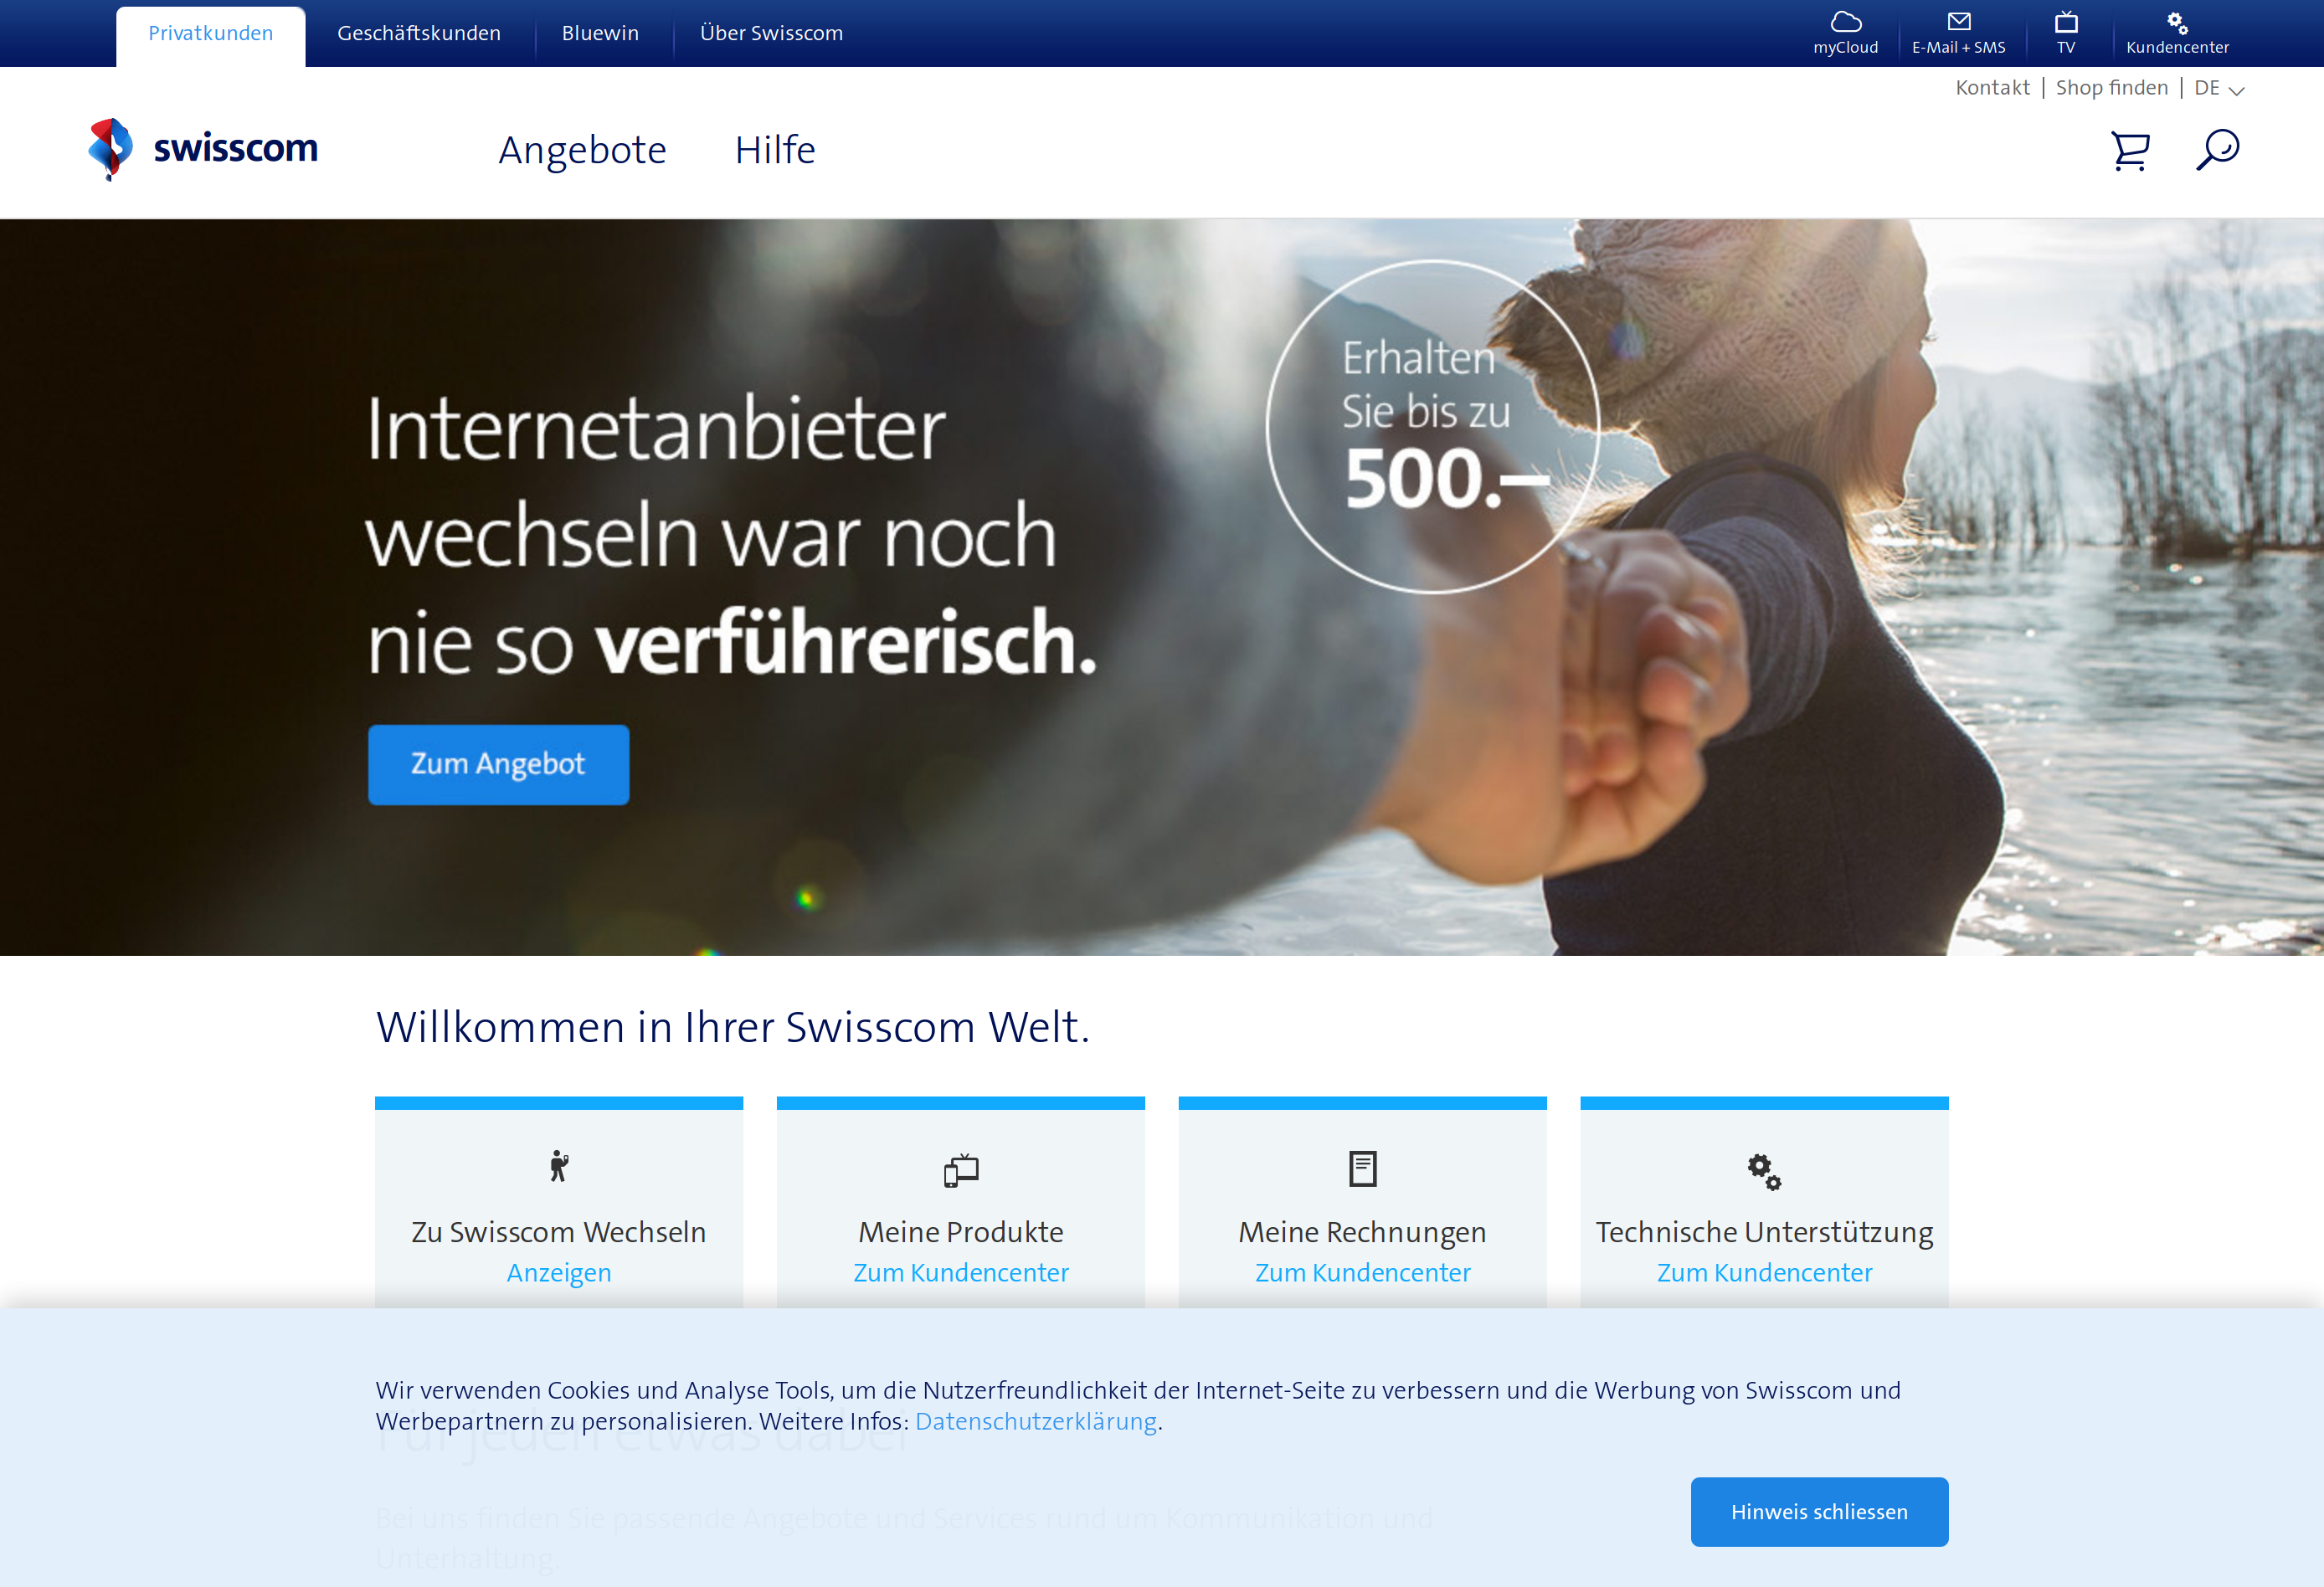 Privatkunden
Geschäftskunden
Bluewin
Über Swisscom
myCloud
E-Mail + SMS
TV
Kundencenter
Kontakt
Shop finden
DE
swisscom
Angebote
Hilfe
Internetanbieter
wechseln war noch
nie so verführerisch.
Erhalten
Sie bis zu
500.–
Zum Angebot
Willkommen in Ihrer Swisscom Welt.
Zu Swisscom Wechseln
Anzeigen
Meine Produkte
Zum Kundencenter
Meine Rechnungen
Zum Kundencenter
Technische Unterstützung
Zum Kundencenter
Wir verwenden Cookies und Analyse Tools, um die Nutzerfreundlichkeit der Internet-Seite zu verbessern und die Werbung von Swisscom und
Werbepartnern zu personalisieren. Weitere Infos: Datenschutzerklärung.
Für jeden etwas dabei
Bei uns finden Sie passende Angebote und Services rund um Kommunikation und
Unterhaltung.
Hinweis schliessen